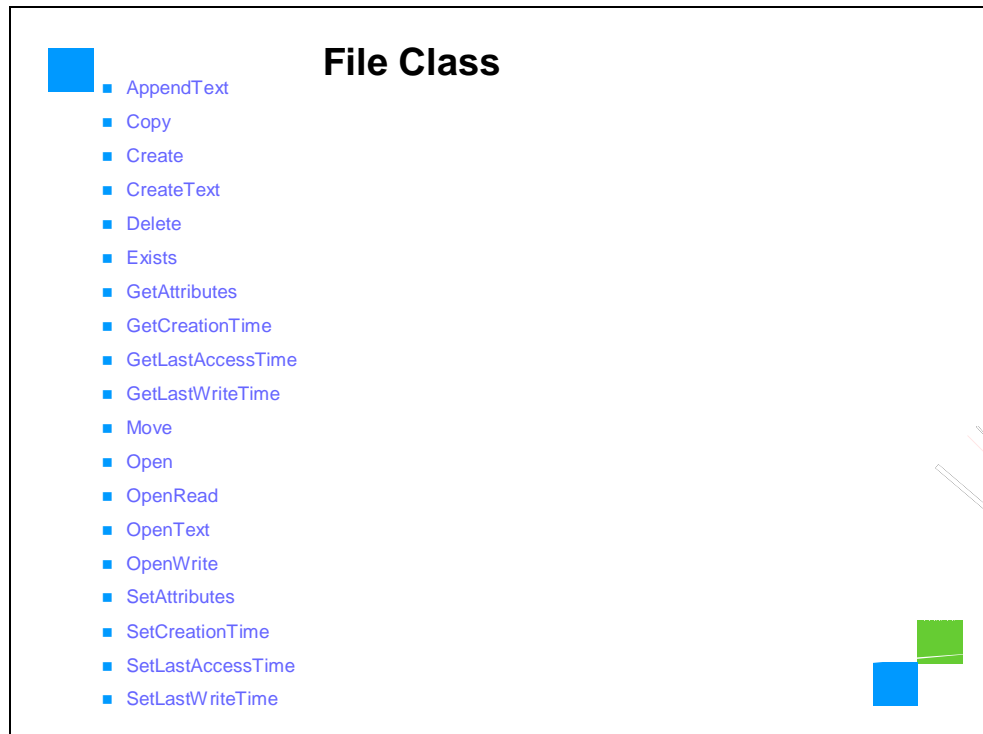 File Class
AppendText
Copy
Create
CreateText
Delete
Exists
GetAttributes
GetCreationTime
GetLastAccessTime
GetLastWriteTime
Move
Open
OpenRead
OpenText
OpenWrite
SetAttributes
SetCreationTime
SetLastAccessTime
SetLastWriteTime